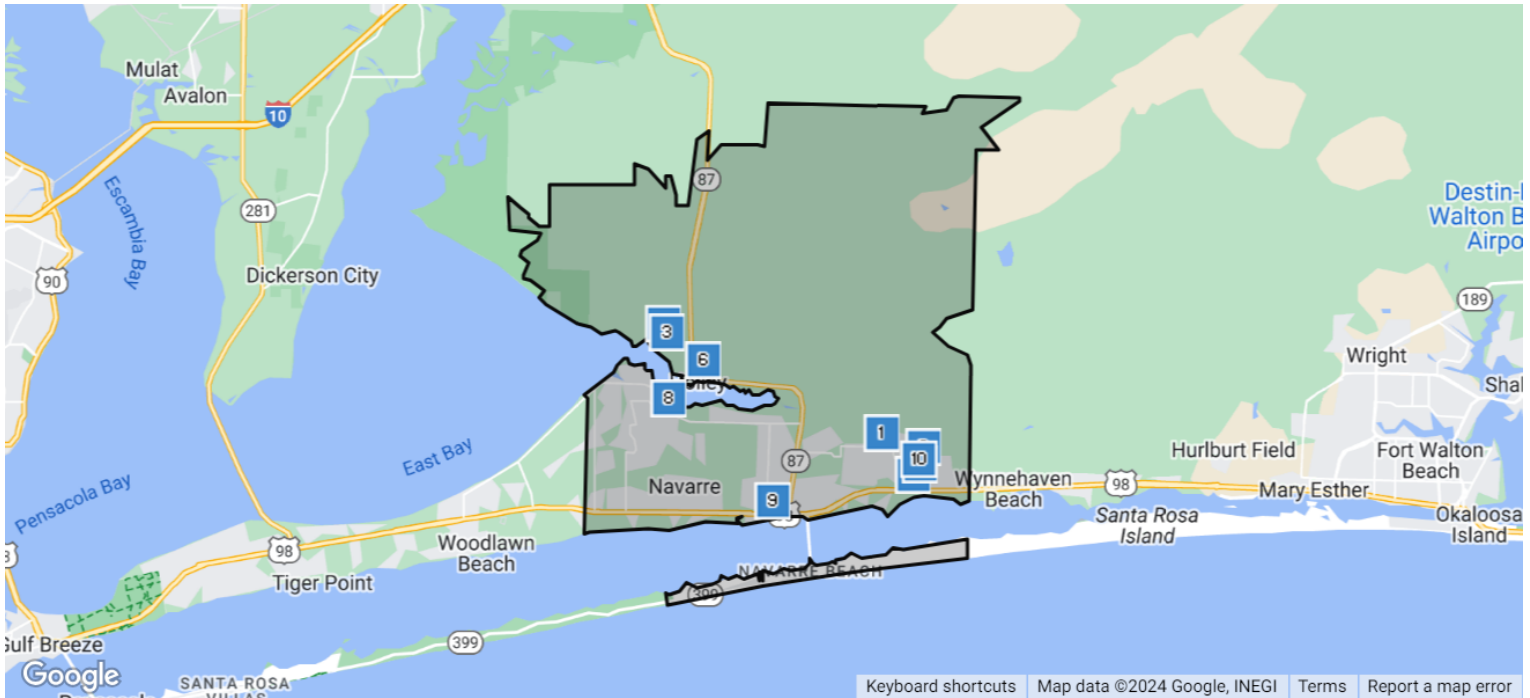 Mulat
Avalon
10
87
281
Escambia Bay
90
Dickerson City
Destin-
Walton B
Airpo
189
3
6
8
Wright
Shal
1
10
East Bay
87
Hurlburt Field
Fort Walton
Beach
Navarre
Wynnehaven
Beach
98
Mary Esther
9
Pensacola Bay
Santa Rosa
Island
Okaloosa
Island
98
Woodlawn
Beach
Tiger Point
NAVARRE BEACH
399
Gulf Breeze
399
Google
SANTA ROSA
Keyboard shortcuts
Map data ©2024 Google, INEGI
Terms
Report a map error